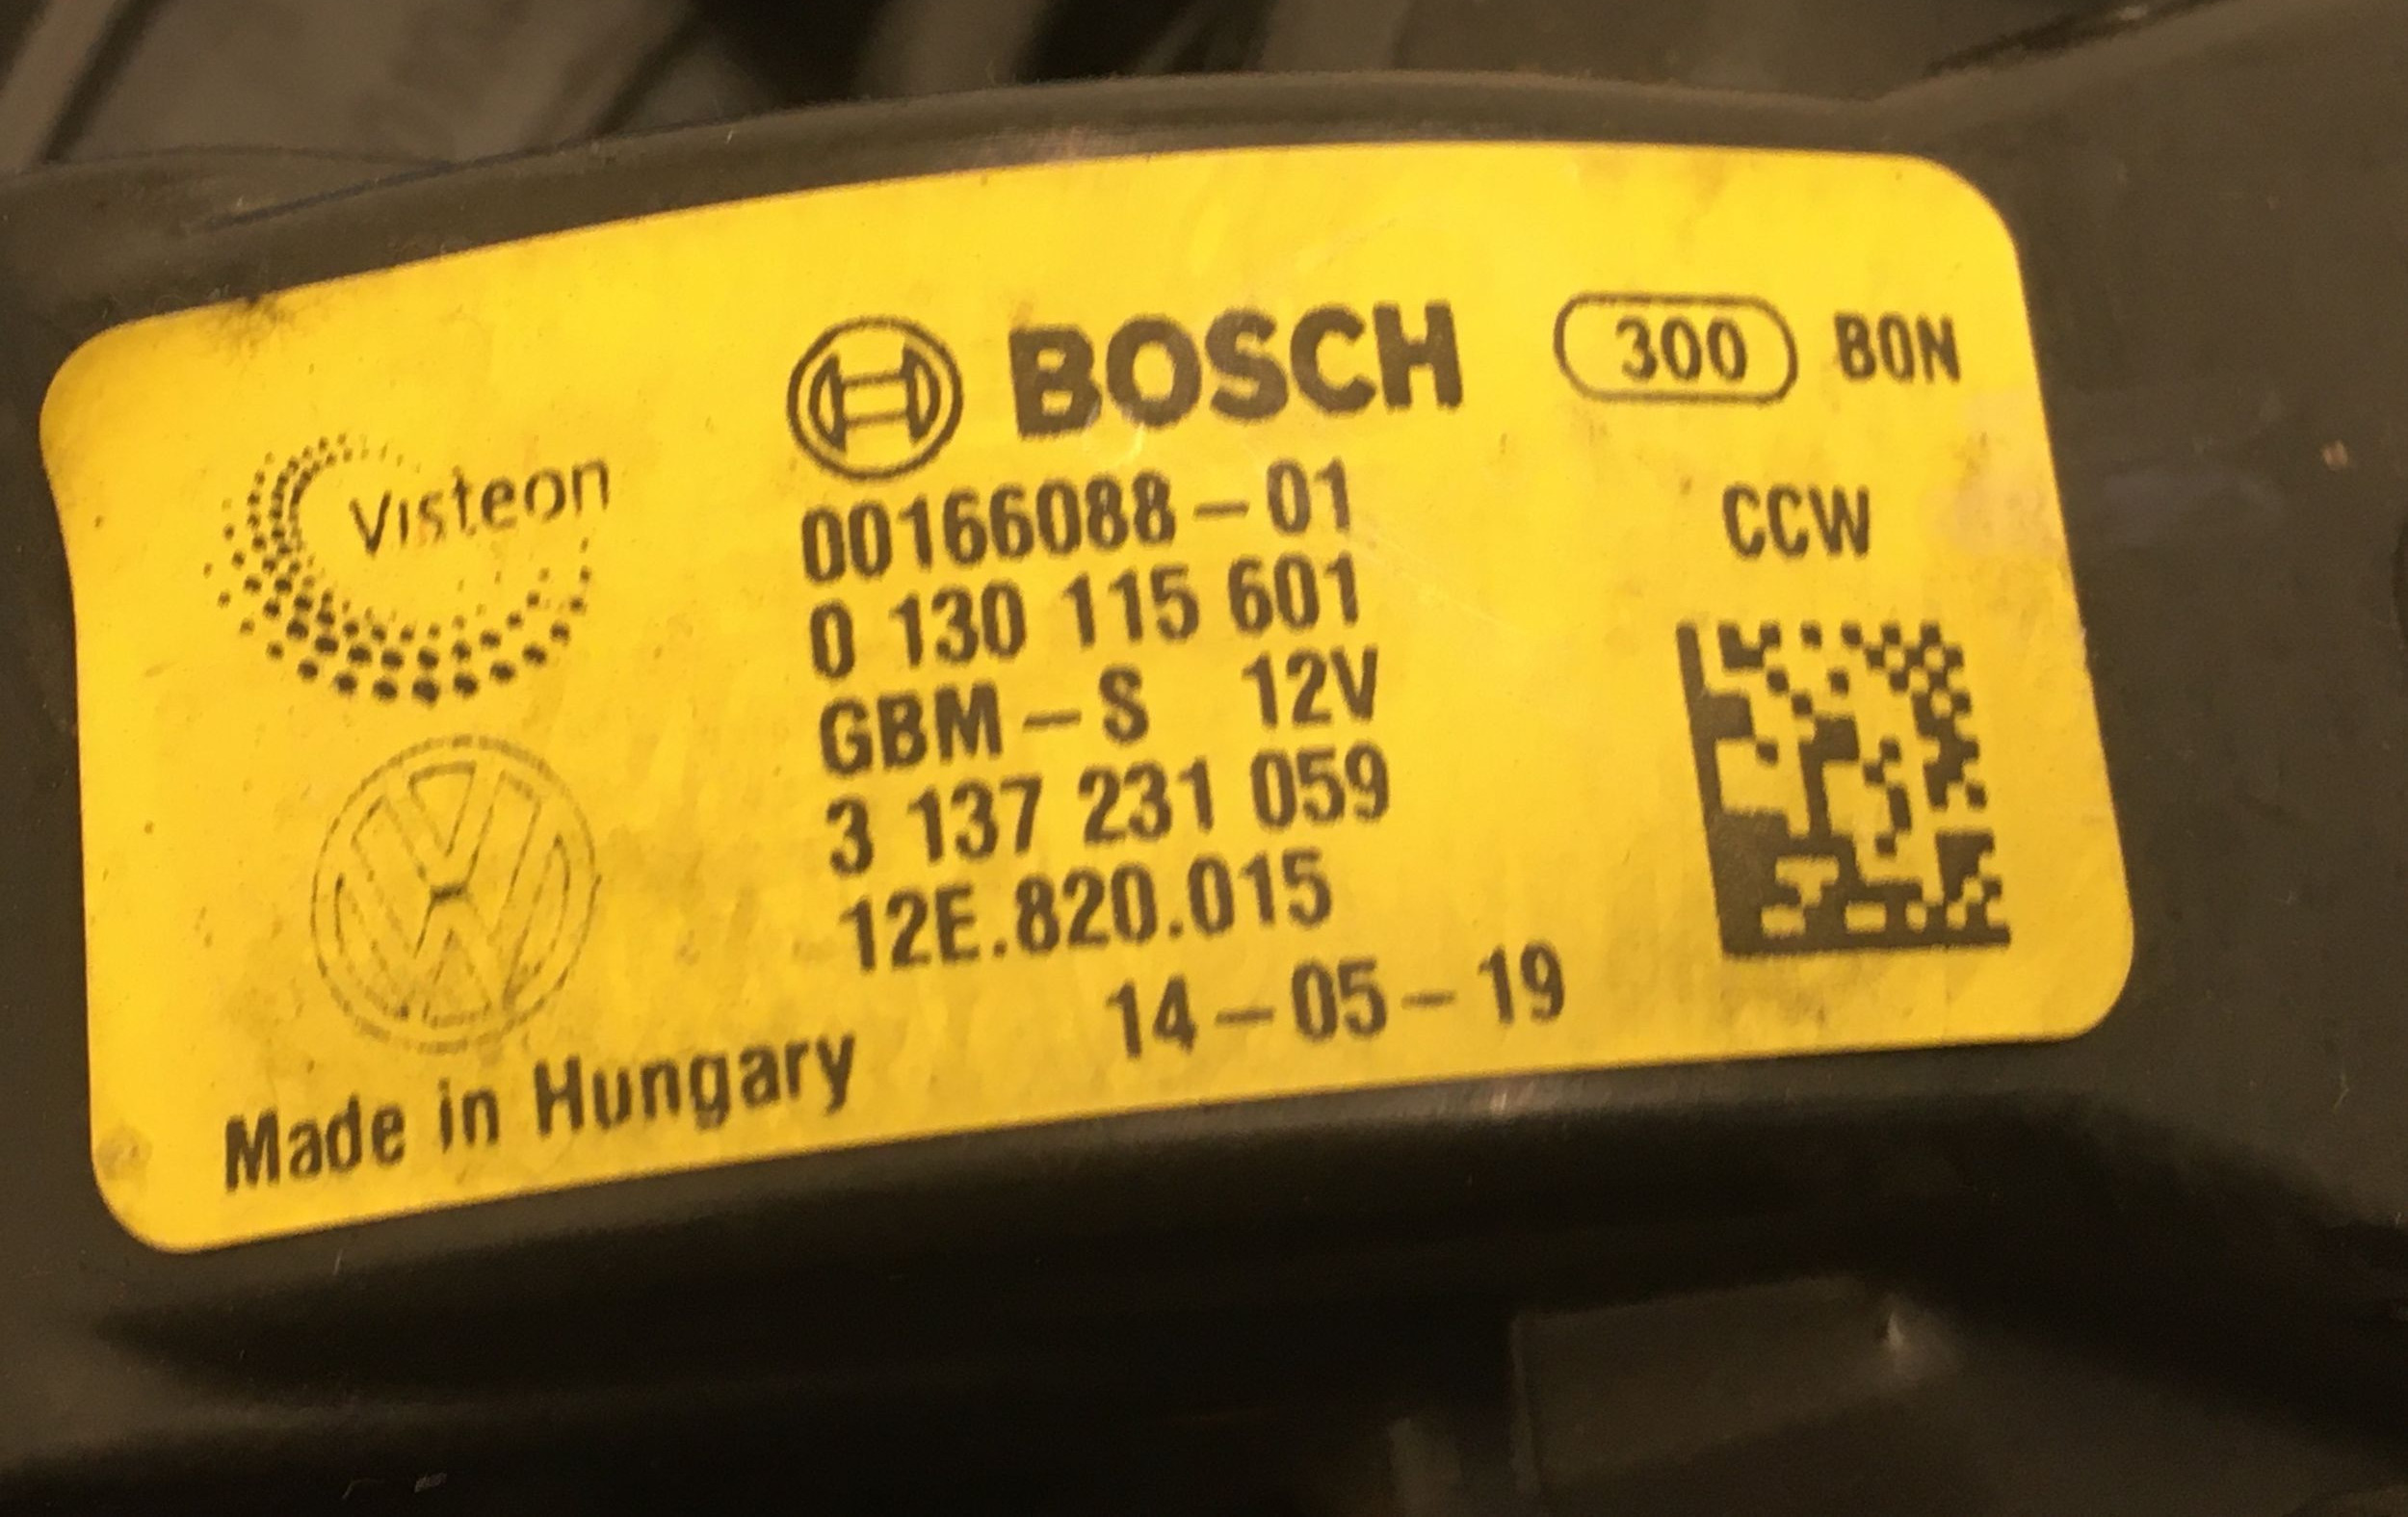 BOSCH 300 BON
Visteon
00166088-01 CCW
0 130 115 601
GBM-S 12V
3 137 231 059
12E.820.015
14-05-19
Made in Hungary